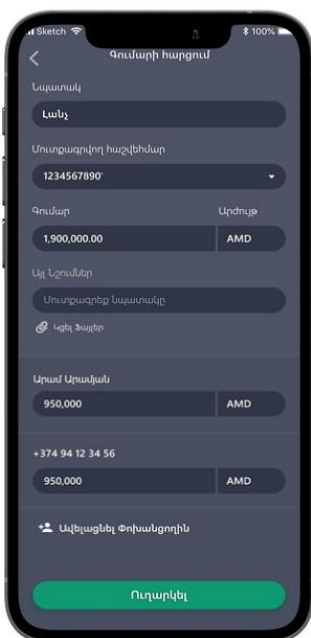 Sketch 100%
Գումարի հարցում
Նպատակ
Լանչ
Մուտքագրվող հաշվեհմար
1234567890'
Գումար Արժույթ
1,900,000.00 AMD
Այլ Նշումներ
Մուտքագրեք նպատակը
Կցել Ֆայլեր
Արամ Արամյան
950,000 AMD
+374 94 12 34 56
950,000 AMD
Ավելացնել Փոխանցողին
Ուղարկել